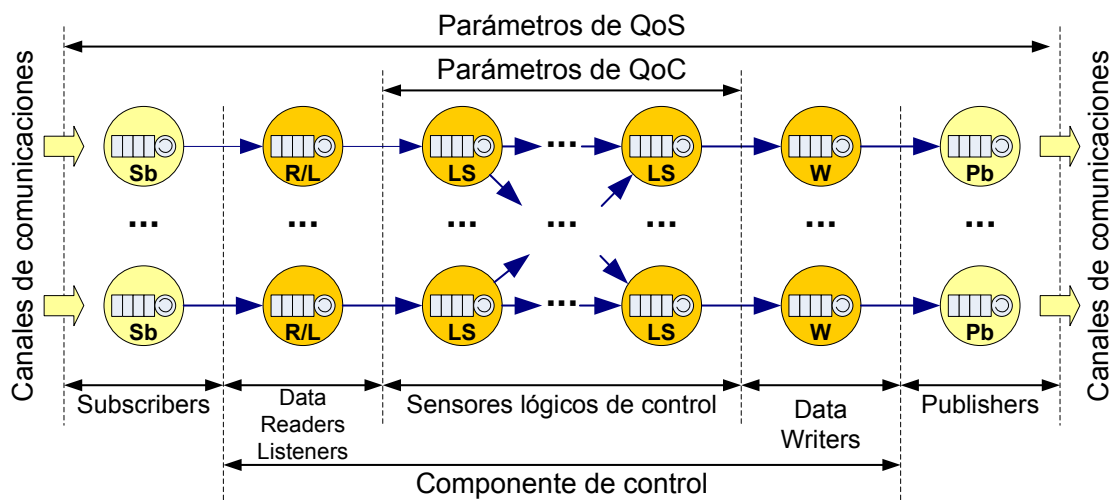 Parámetros de QoS
Parámetros de QoC
Canales de comunicaciones
Canales de comunicaciones
Sb
R/L
LS
...
LS
W
Pb
...
...
...
...
...
...
...
Sb
R/L
LS
...
LS
W
Pb
Subscribers
Data
Readers
Listeners
Sensores lógicos de control
Data
Writers
Publishers
Componente de control